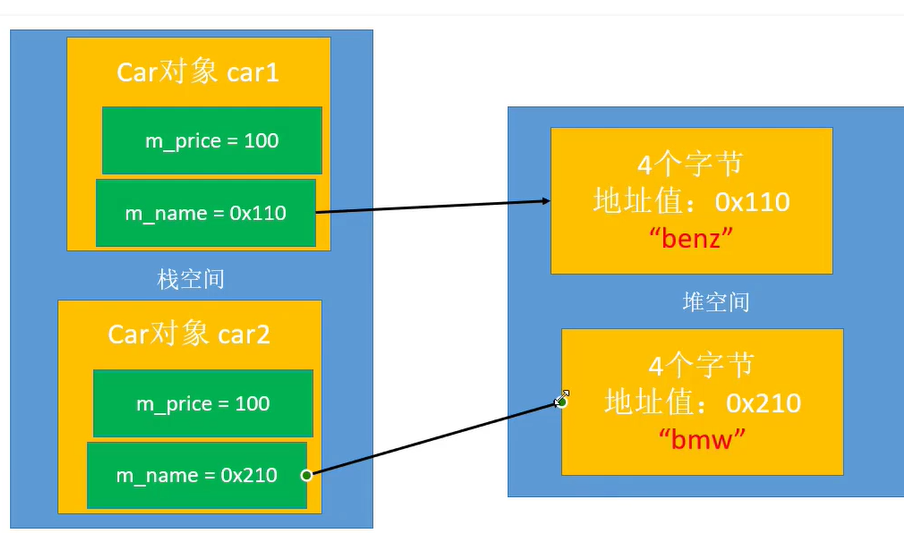 Car对象 car1
m_price = 100
m_name = 0x110
栈空间
Car对象 car2
m_price = 100
m_name = 0x210
4个字节
地址值：0x110
“benz”
堆空间
4个字节
地址值：0x210
“bmw”